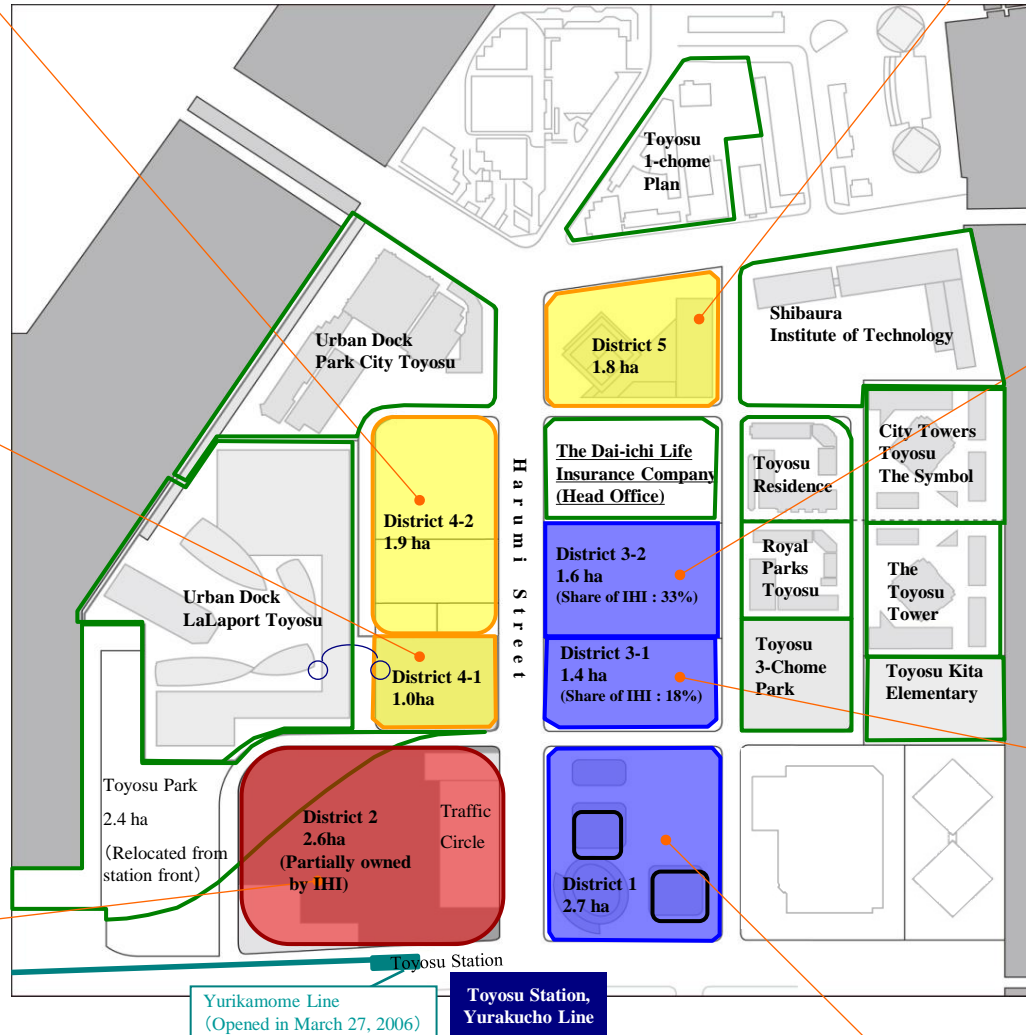 Toyosu
1-chome
Plan
Shibaura
Institute of Technology
Urban Dock
Park City Toyosu
District 5
1.8 ha
City Towers
Toyosu
The Symbol
The Dai-ichi Life
Insurance Company
(Head Office)
Toyosu
Residence
Harumi Street
District 4-2
1.9 ha
District 3-2
1.6 ha
(Share of IHI : 33%)
Royal
Parks
Toyosu
The
Toyosu
Tower
Urban Dock
LaLaport Toyosu
District 4-1
1.0ha
District 3-1
1.4 ha
(Share of IHI : 18%)
Toyosu
3-Chome
Park
Toyosu Kita
Elementary
Toyosu Park
2.4 ha
（Relocated from
station front）
District 2
2.6ha
(Partially owned
by IHI)
Traffic
Circle
District 1
2.7 ha
Toyosu Station
Yurikamome Line
（Opened in March 27, 2006）
Toyosu Station,
Yurakucho Line